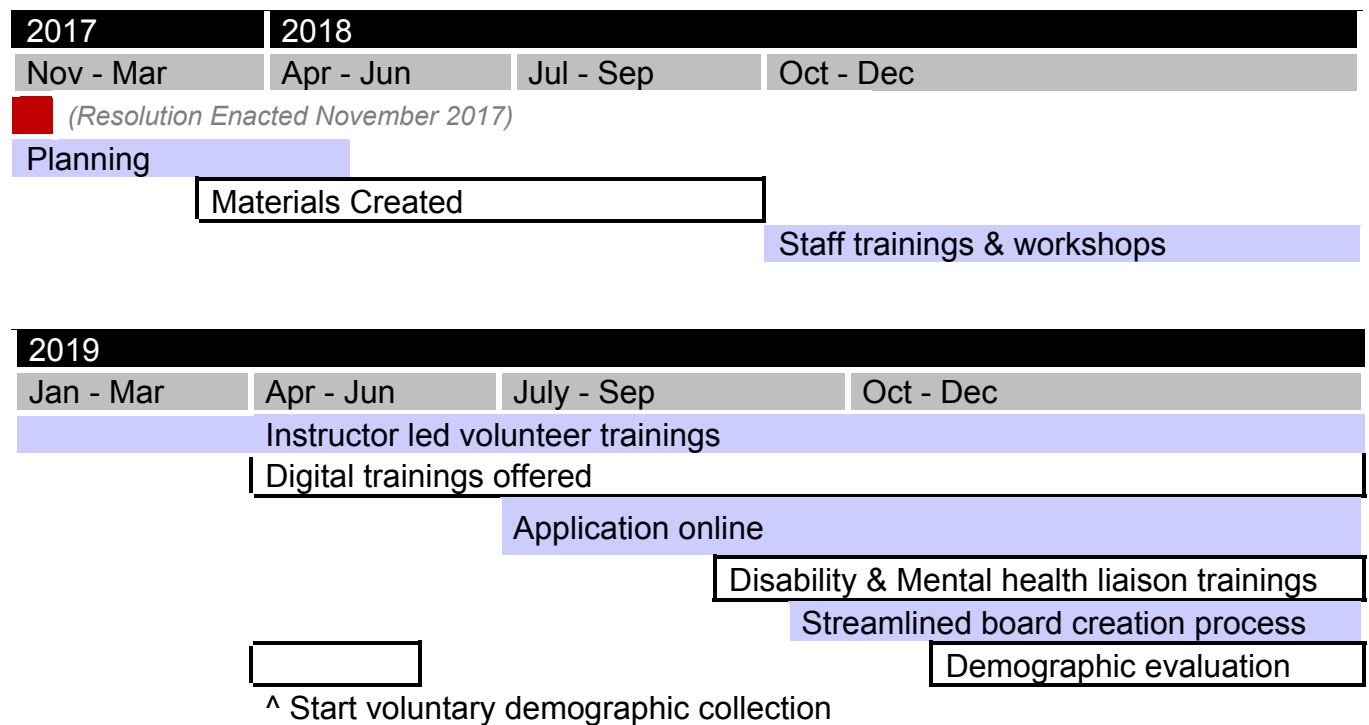 2017 2018
Nov - Mar Apr - Jun Jul - Sep Oct - Dec
(Resolution Enacted November 2017)
Planning
Materials Created
Staff trainings & workshops
2019
Jan - Mar Apr - Jun July - Sep Oct - Dec
Instructor led volunteer trainings
Digital trainings offered
Application online
Disability & Mental health liaison trainings
Streamlined board creation process
Demographic evaluation
^ Start voluntary demographic collection